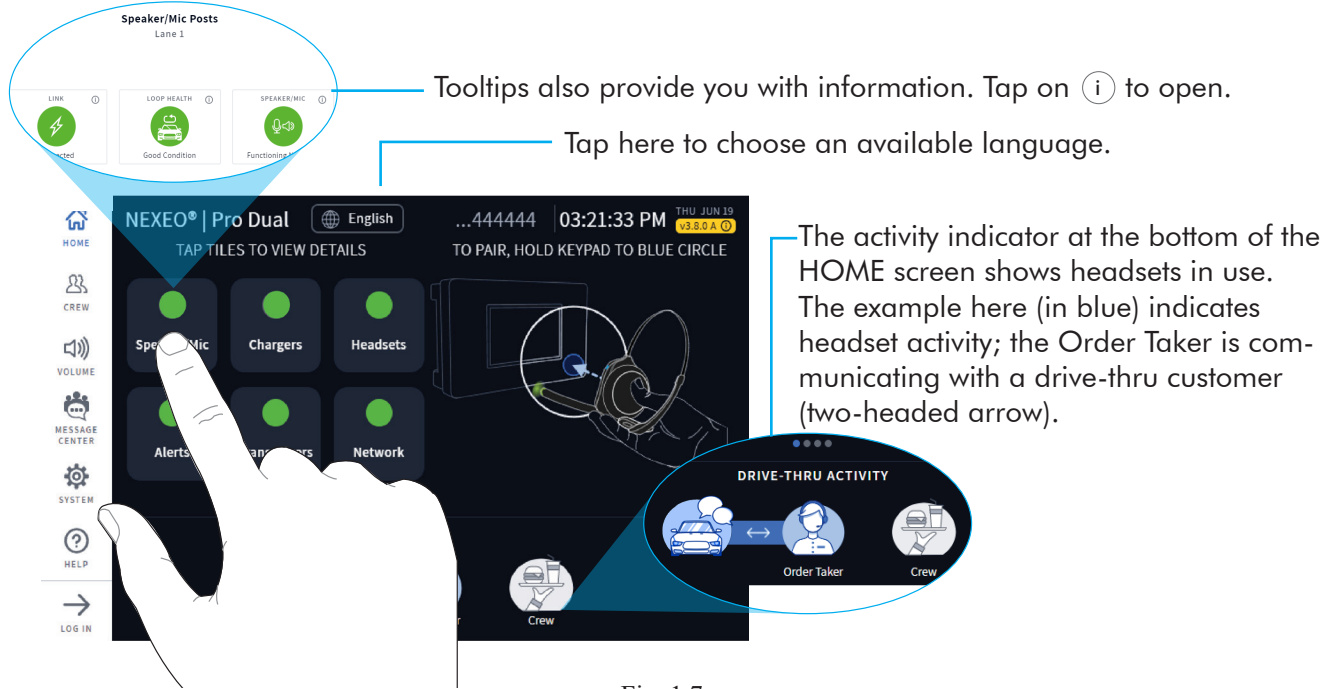 Speaker/Mic Posts
Lane 1
LINK
LOOP HEALTH
SPEAKER/MIC
Good Condition
Functioning
Tooltips also provide you with information. Tap on i to open.
Tap here to choose an available language.
HOME
CREW
VOLUME
MESSAGE
CENTER
SYSTEM
HELP
LOG IN
NEXEO® | Pro Dual
English
...444444
03:21:33 PM
THU JUN 19
v3.8.0 A
TAP TILES TO VIEW DETAILS
TO PAIR, HOLD KEYPAD TO BLUE CIRCLE
Chargers
Headsets
Alerts
Network
Crew
The activity indicator at the bottom of the
HOME screen shows headsets in use.
The example here (in blue) indicates
headset activity; the Order Taker is com-
municating with a drive-thru customer
(two-headed arrow).
DRIVE-THRU ACTIVITY
Order Taker
Crew